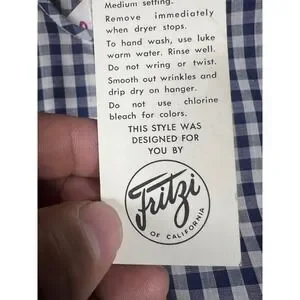 Medium setting.
Remove immediately
when dryer stops.
To hand wash, use luke
warm water. Rinse well.
Do not wring or twist.
Smooth out wrinkles and
drip dry on hanger.
Do not use chlorine
bleach for colors.
THIS STYLE WAS
DESIGNED FOR
YOU BY
Fritzi
OF CALIFORNIA